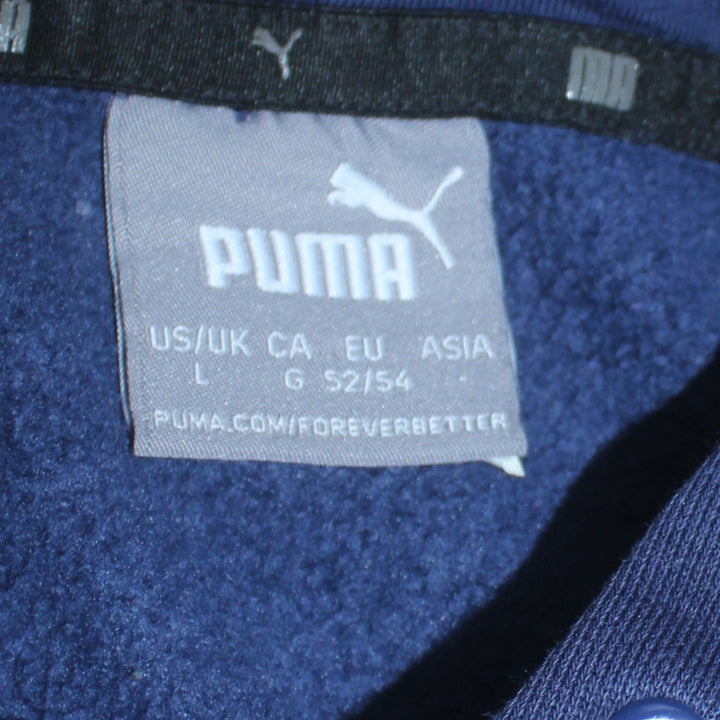 PUMA
US/UK CA EU ASIA
L G 52/54 -
PUMA.COM/FOREVERBETTER